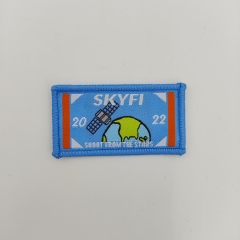 SKYFI
20 22
SHOOT FROM THE STARS